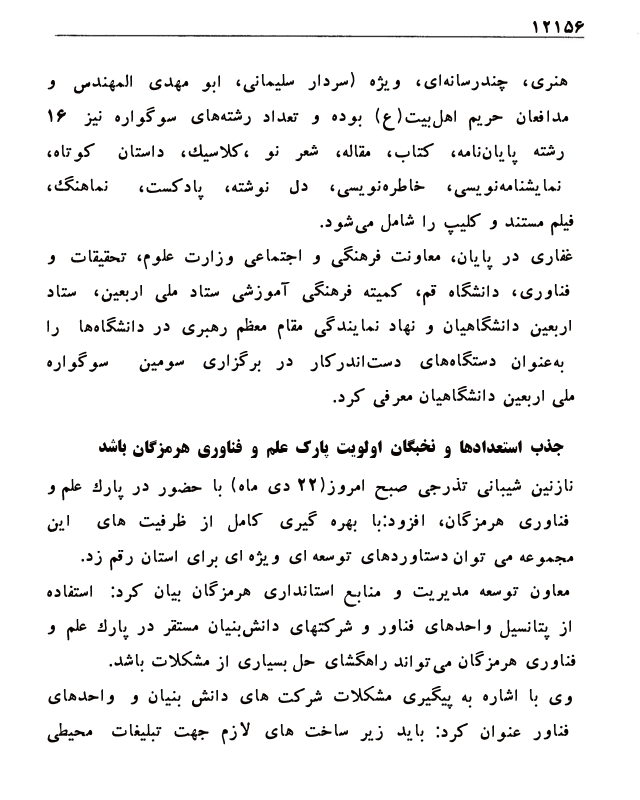 ۱۲۱۵۶
هنری، چندرسانه‌ای، ویژه (سردار سلیمانی، ابو مهدی المهندس و
مدافعان حریم اهل‌بیت(ع) بوده و تعداد رشته‌های سوگواره نیز ۱۶
رشته پایان‌نامه، کتاب، مقاله، شعر نو ،کلاسیك، داستان کوتاه،
نمایشنامه‌نویسی، خاطره‌نویسی، دل نوشته، پادکست، نماهنگ،
فیلم مستند و کلیپ را شامل می‌شود.
غفاری در پایان، معاونت فرهنگی و اجتماعی وزارت علوم، تحقیقات و
فناوری، دانشگاه قم، کمیته فرهنگی آموزشی ستاد ملی اربعین، ستاد
اربعین دانشگاهیان و نهاد نمایندگی مقام معظم رهبری در دانشگاه‌ها را
به‌عنوان دستگاه‌های دست‌اندرکار در برگزاری سومین سوگواره
ملی اربعین دانشگاهیان معرفی کرد.
جذب استعدادها و نخبگان اولویت پارک علم و فناوری هرمزگان باشد
نازنین شیبانی تذرجی صبح امروز(۲۲ دی ماه) با حضور در پارك علم و
فناوری هرمزگان، افزود:با بهره گیری کامل از ظرفیت های این
مجموعه می توان دستاوردهای توسعه ای ویژه ای برای استان رقم زد.
معاون توسعه مدیریت و منابع استانداری هرمزگان بیان کرد: استفاده
از پتانسیل واحدهای فناور و شرکتهای دانش‌بنیان مستقر در پارك علم و
فناوری هرمزگان می‌تواند راهگشای حل بسیاری از مشکلات باشد.
وی با اشاره به پیگیری مشکلات شرکت های دانش بنیان و واحدهای
فناور عنوان کرد: باید زیر ساخت های لازم جهت تبلیغات محیطی